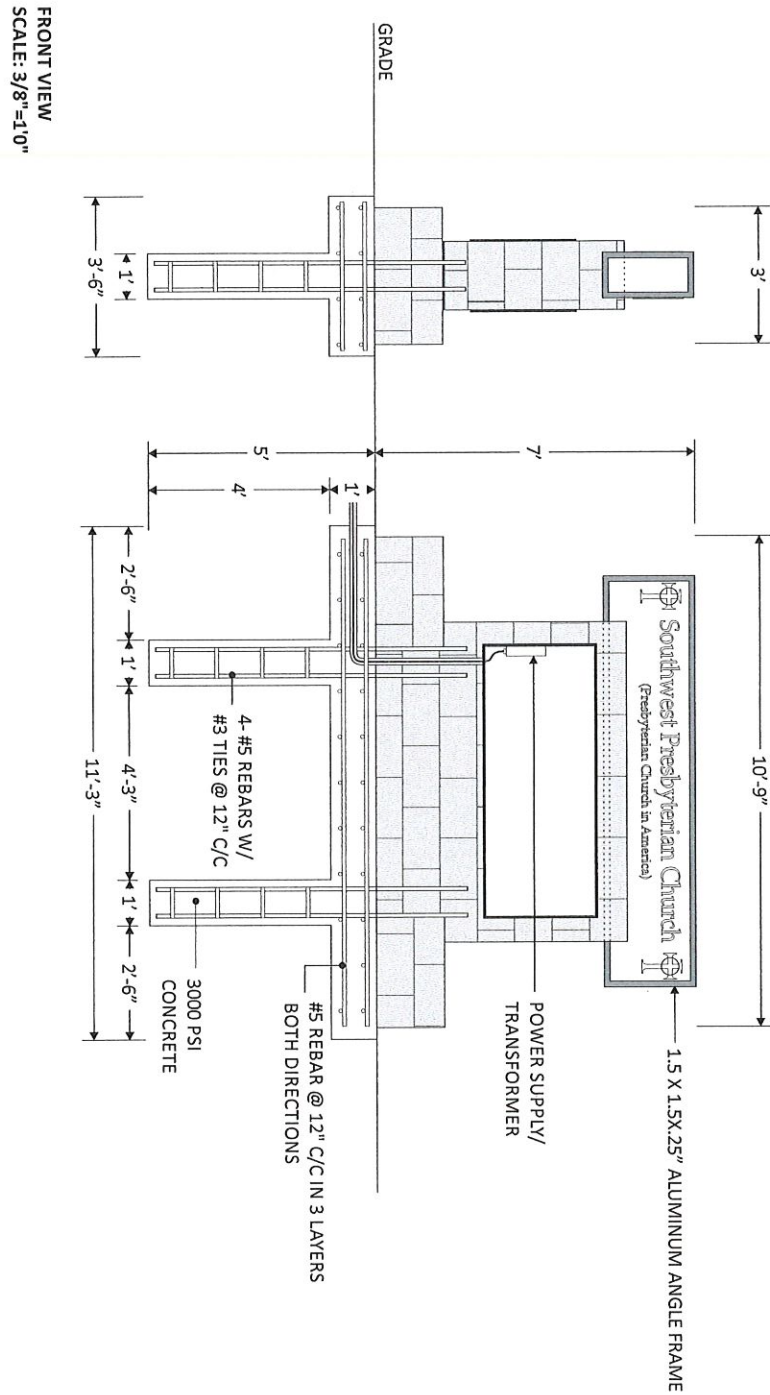 GRADE
3'
3'-6"
1'
7'
5'
4'
1'
10'-9"
Southwest Presbyterian Church
(Presbyterian Church in America)
1.5 X 1.5X.25" ALUMINUM ANGLE FRAME
POWER SUPPLY/
TRANSFORMER
#5 REBAR @ 12" C/C IN 3 LAYERS
BOTH DIRECTIONS
4- #5 REBARS W/
#3 TIES @ 12" C/C
3000 PSI
CONCRETE
2'-6"
1'
4'-3"
1'
2'-6"
11'-3"
FRONT VIEW
SCALE: 3/8"=1'0"